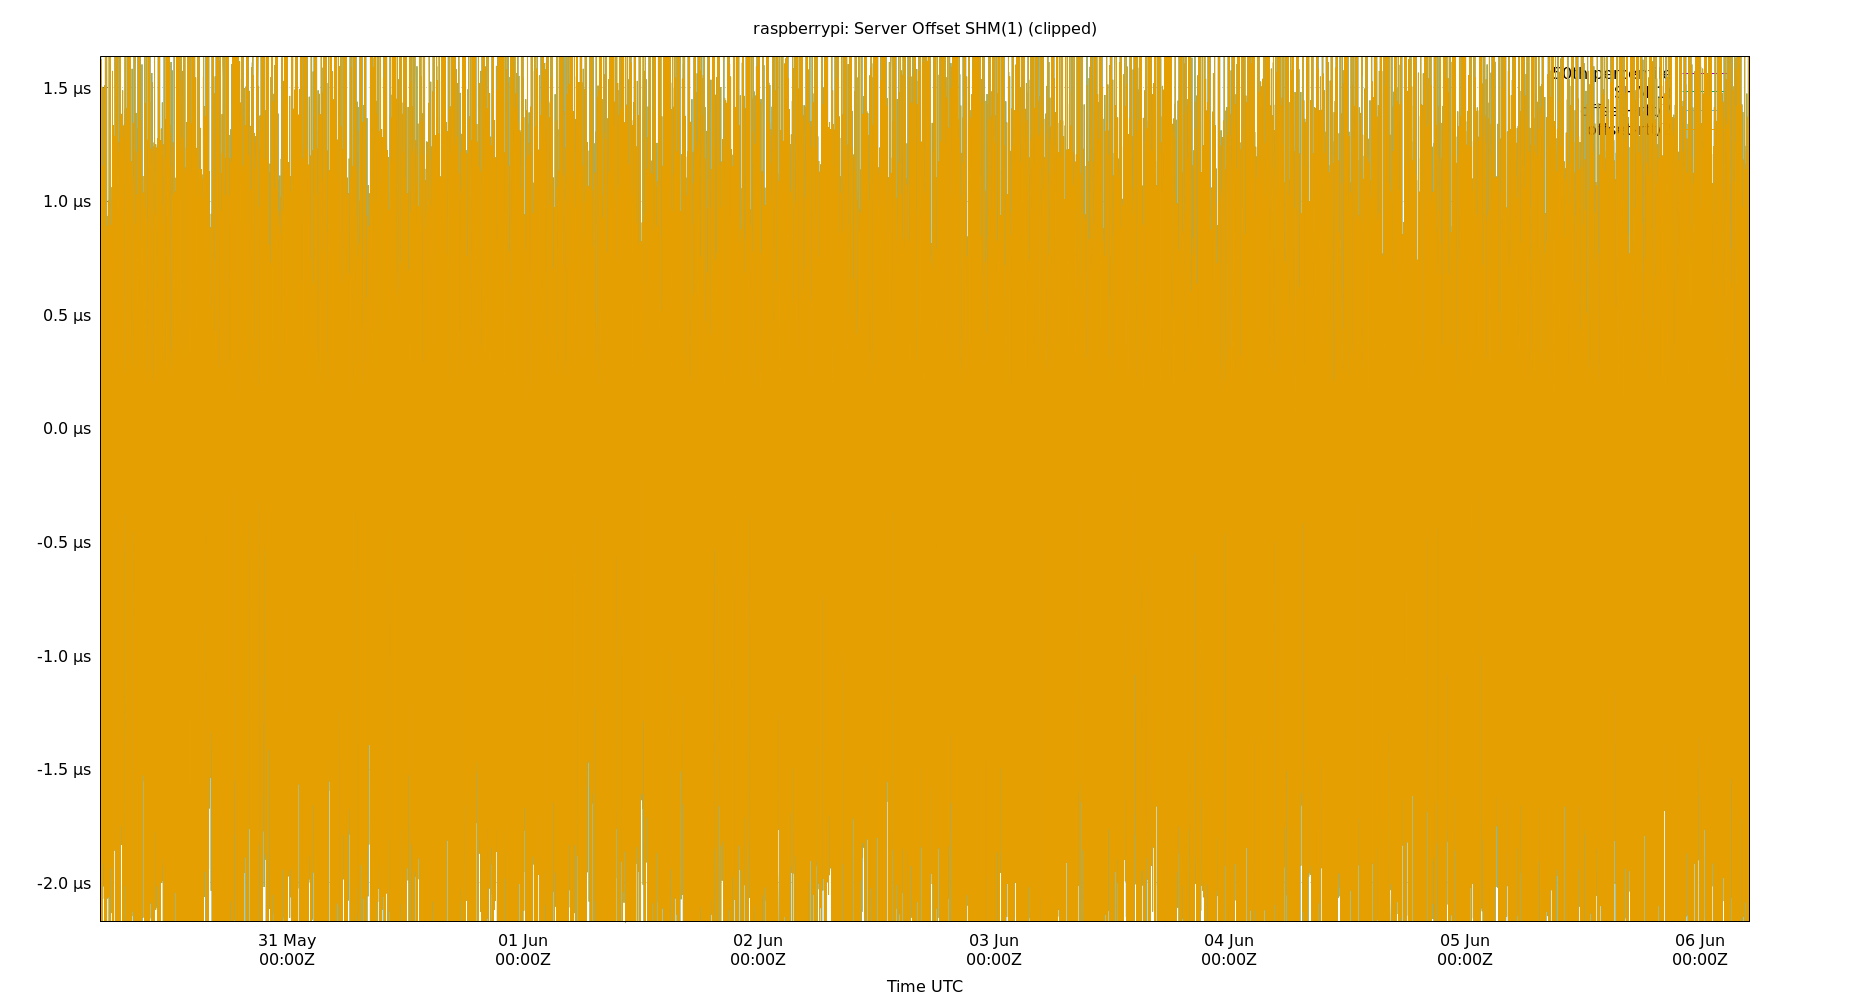 raspberrypi: Server Offset SHM(1) (clipped)
1.5 µs
1.0 µs
0.5 µs
0.0 µs
-0.5 µs
-1.0 µs
-1.5 µs
-2.0 µs
50th percentile
31 May
00:00Z
01 Jun
00:00Z
02 Jun
00:00Z
03 Jun
00:00Z
04 Jun
00:00Z
05 Jun
00:00Z
06 Jun
00:00Z
Time UTC